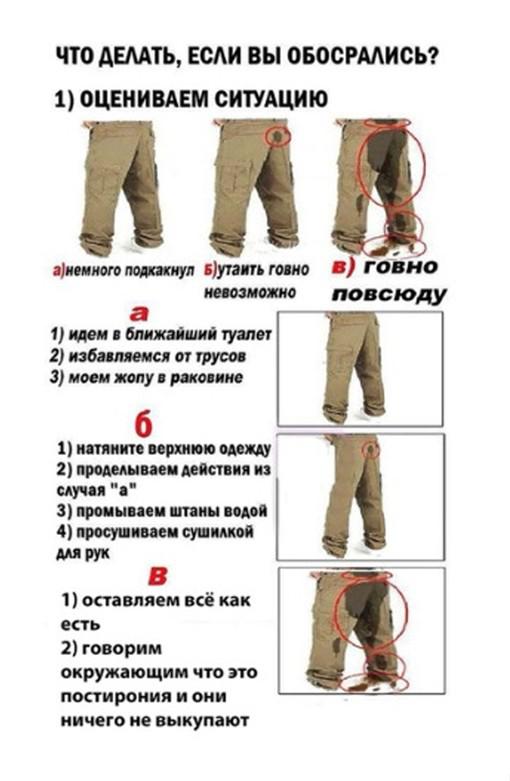 ЧТО ДЕЛАТЬ, ЕСЛИ ВЫ ОБОСРАЛИСЬ?
1) ОЦЕНИВАЕМ СИТУАЦИЮ
а)немного подкакнул
Б)утаить говно
невозможно
в) говно
повсюду
а
1) идем в ближайший туалет
2) избавляемся от трусов
3) моем жопу в раковине
б
1) натяните верхнюю одежду
2) проделываем действия из
случая "а"
3) промываем штаны водой
4) просушиваем сушилкой
для рук
в
1) оставляем всё как
есть
2) говорим
окружающим что это
постирония и они
ничего не выкупают